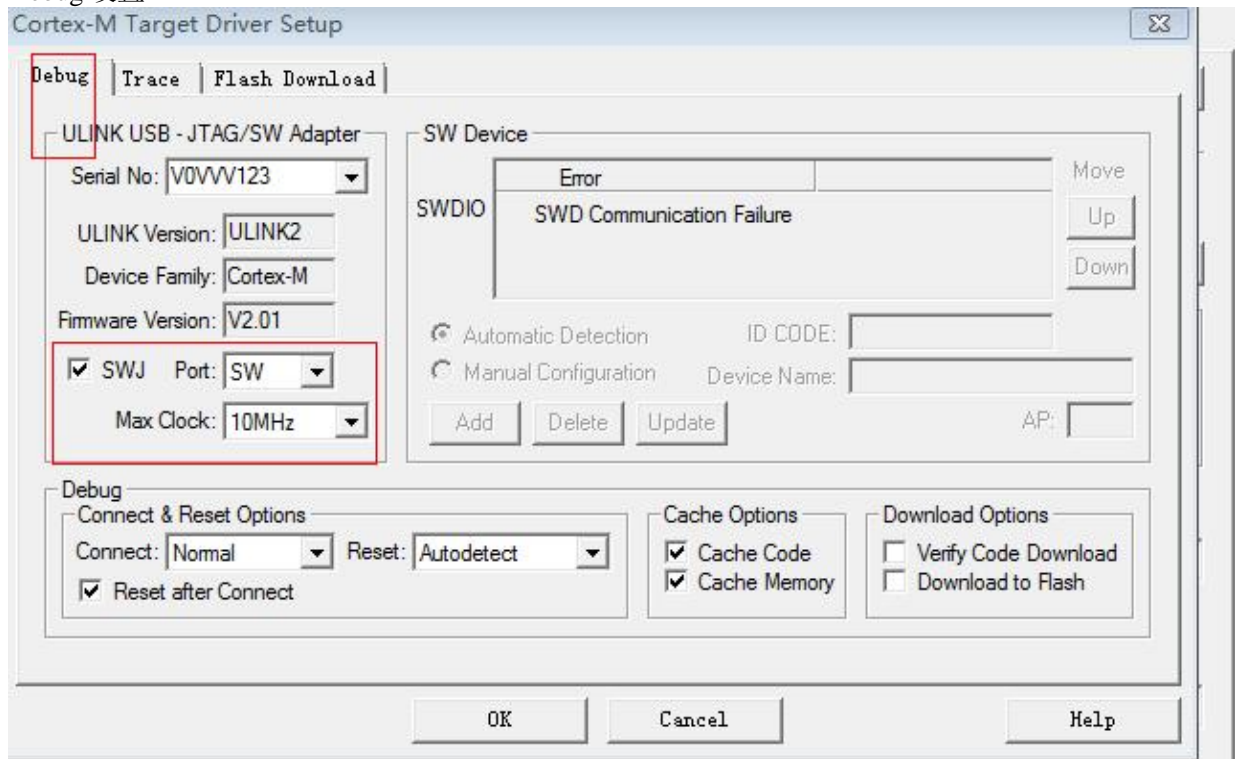 Debug 设置
Cortex-M Target Driver Setup
Debug Trace Flash Download
ULINK USB - JTAG/SW Adapter
Serial No: V0VVV123
ULINK Version: ULINK2
Device Family: Cortex-M
Firmware Version: V2.01
SWJ Port: SW
Max Clock: 10MHz
SW Device
Error
SWDIO SWD Communication Failure
Move
Up
Down
Automatic Detection ID CODE:
Manual Configuration Device Name:
Add Delete Update AP:
Debug
Connect & Reset Options
Connect: Normal Reset: Autodetect
Reset after Connect
Cache Options
Cache Code
Cache Memory
Download Options
Verify Code Download
Download to Flash
OK Cancel Help